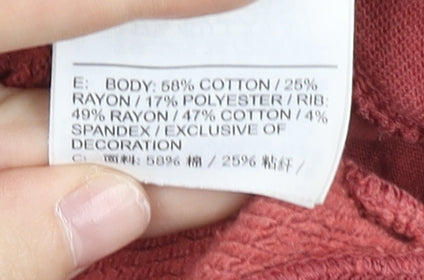 E: BODY: 58% COTTON / 25%
RAYON / 17% POLYESTER / RIB:
49% RAYON / 47% COTTON / 4%
SPANDEX / EXCLUSIVE OF
DECORATION
C: 面料: 58% 棉 / 25% 粘纤 /